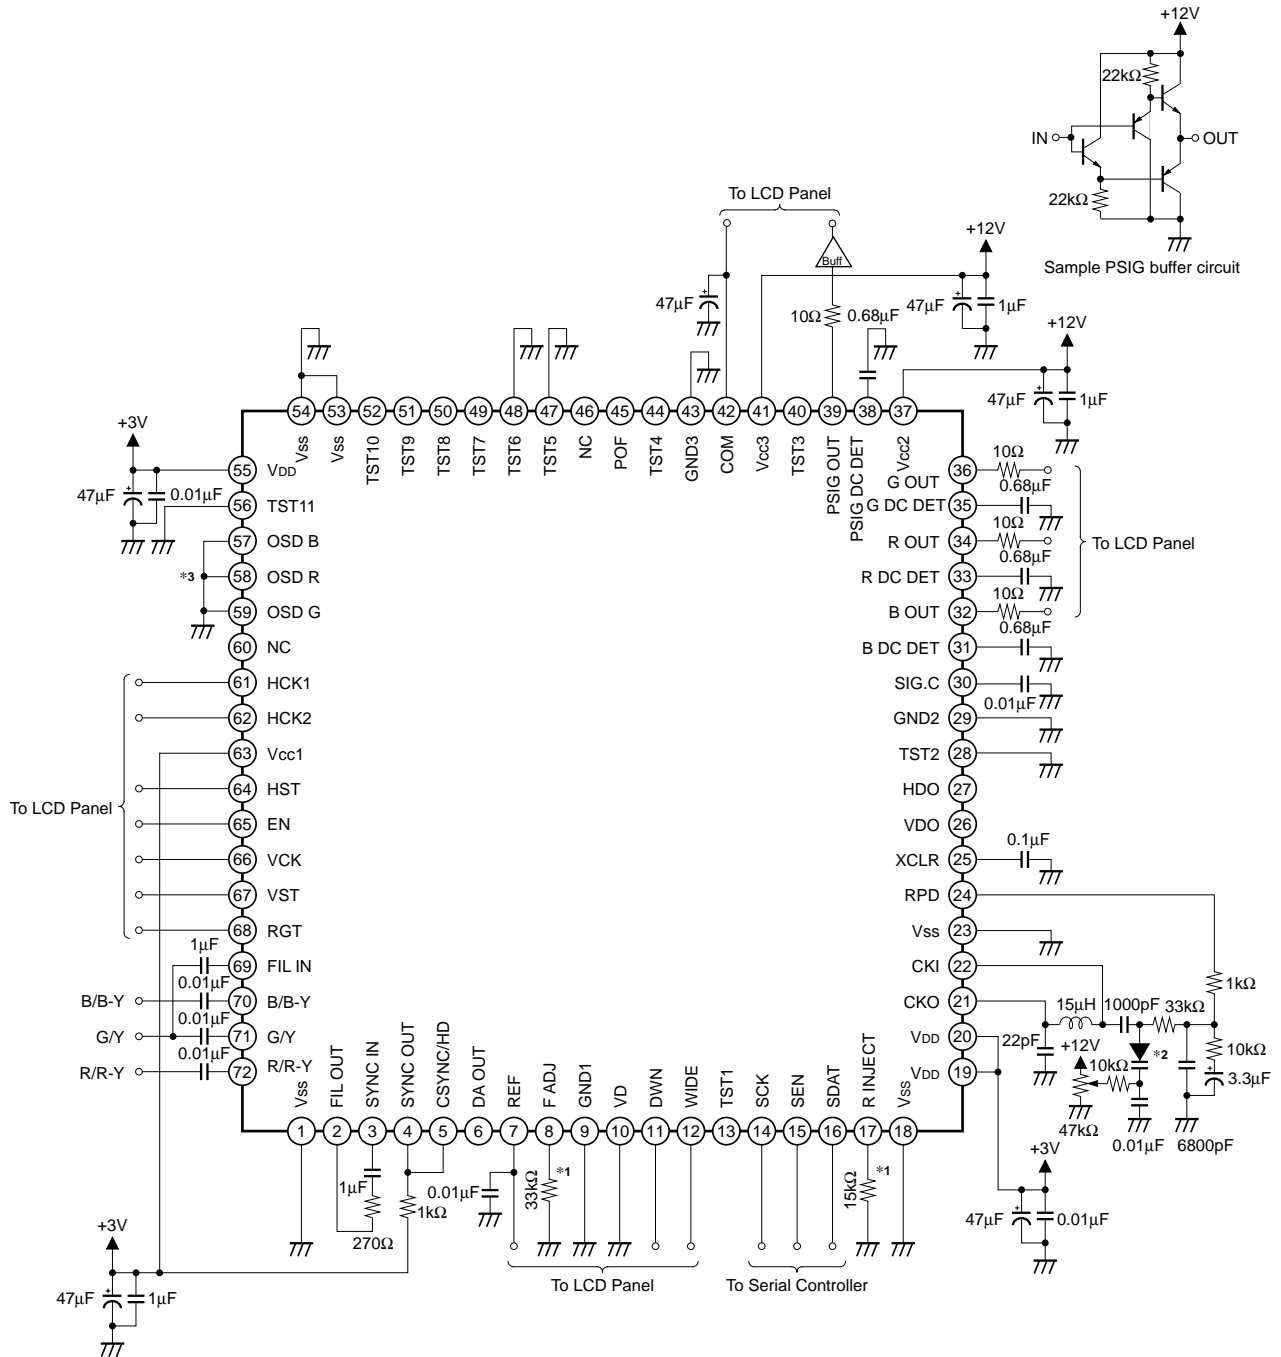 +12V
22kΩ
IN
OUT
22kΩ
Sample PSIG buffer circuit
To LCD Panel
Buff
+12V
47μF
10Ω
0.68μF
47μF
1μF
+12V
47μF
1μF
54
53
52
51
50
49
48
47
46
45
44
43
42
41
40
39
38
37
Vss
Vss
TST10
TST9
TST8
TST7
TST6
TST5
NC
POF
TST4
GND3
COM
Vcc3
TST3
PSIG OUT
PSIG DC DET
Vcc2
+3V
47μF
0.01μF
55 VDD
56 TST11
57 OSD B
*3
58 OSD R
59 OSD G
60 NC
61 HCK1
62 HCK2
63 Vcc1
64 HST
To LCD Panel
65 EN
66 VCK
67 VST
68 RGT
1μF
69 FIL IN
0.01μF
B/B-Y
70 B/B-Y
0.01μF
G/Y
71 G/Y
0.01μF
R/R-Y
72 R/R-Y
G OUT 36
10Ω
0.68μF
G DC DET 35
R OUT 34
10Ω
0.68μF
To LCD Panel
R DC DET 33
B OUT 32
10Ω
0.68μF
B DC DET 31
SIG.C 30
0.01μF
GND2 29
TST2 28
HDO 27
VDO 26
XCLR 25
0.1μF
RPD 24
Vss 23
CKI 22
1kΩ
CKO 21
15μH
1000pF
33kΩ
VDD 20
22pF
+12V
*2
10kΩ
10kΩ
VDD 19
3.3μF
47kΩ
0.01μF
6800pF
Vss
FIL OUT
SYNC IN
SYNC OUT
CSYNC/HD
DA OUT
REF
F ADJ
GND1
VD
DWN
WIDE
TST1
SCK
SEN
SDAT
R INJECT
Vss
1
2
3
4
5
6
7
8
9
10
11
12
13
14
15
16
17
18
1μF
270Ω
1kΩ
0.01μF
33kΩ
*1
15kΩ
*1
+3V
47μF
0.01μF
+3V
47μF
1μF
To LCD Panel
To Serial Controller